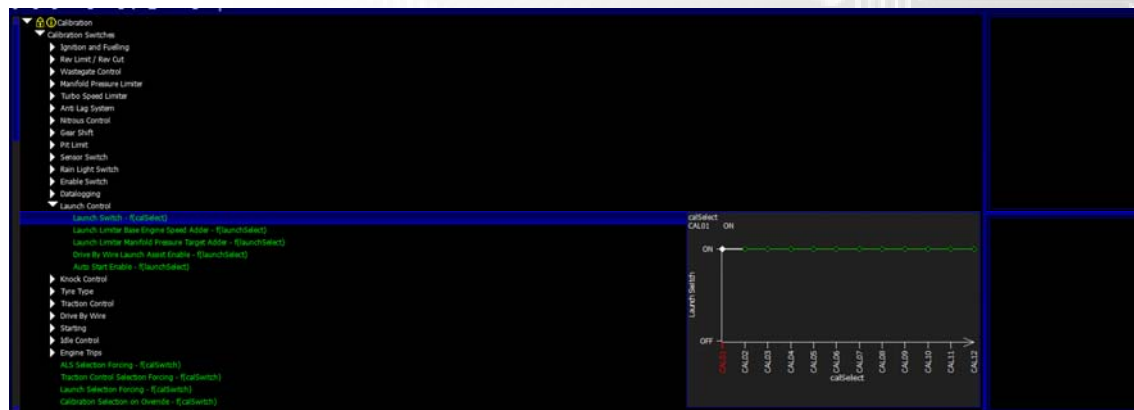 Calibration
Calibration Switches
Ignition and Fuelling
Rev Limit / Rev Cut
Wastegate Control
Manifold Pressure Limiter
Turbo Speed Limiter
Anti Lag System
Nitrous Control
Gear Shift
Pit Limit
Sensor Switch
Rain Light Switch
Enable Switch
Datalogging
Launch Control
Launch Switch - f(calSelect)
Launch Limiter Base Engine Speed Adder - f(launchSelect)
Launch Limiter Manifold Pressure Target Adder - f(launchSelect)
Drive By Wire Launch Assist Enable - f(launchSelect)
Auto Start Enable - f(launchSelect)
Knock Control
Tyre Type
Traction Control
Drive By Wire
Starting
Idle Control
Engine Trips
ALS Selection Forcing - f(calSwitch)
Traction Control Selection Forcing - f(calSwitch)
Launch Selection Forcing - f(calSwitch)
Calibration Selection on Override - f(calSwitch)
calSelect
CAL01 ON
ON
Launch Switch
OFF
CAL01 CAL02 CAL03 CAL04 CAL05 CAL06 CAL07 CAL08 CAL09 CAL10 CAL11 CAL12
calSelect